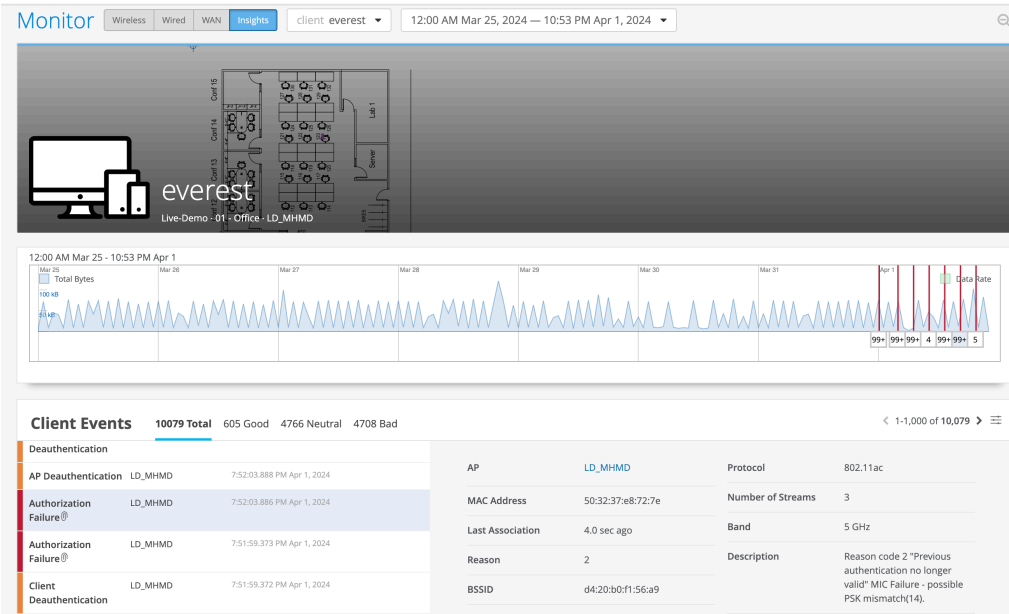 Monitor Wireless Wired WAN Insights client everest 12:00 AM Mar 25, 2024 — 10:53 PM Apr 1, 2024
Conf 15
Conf 14
Conf 13
Lab 1
Server
everest
Live-Demo - 01 - Office - LD_MHMD
12:00 AM Mar 25 - 10:53 PM Apr 1
Mar 25 Mar 26 Mar 27 Mar 28 Mar 29 Mar 30 Mar 31 Apr 1
Total Bytes Data Rate
100 kB
50 kB
99+ 99+ 99+ 4 99+ 99+ 5
Client Events 10079 Total 605 Good 4766 Neutral 4708 Bad 1-1,000 of 10,079
Deauthentication
AP Deauthentication LD_MHMD 7:52:03.888 PM Apr 1, 2024
Authorization Failure LD_MHMD 7:52:03.886 PM Apr 1, 2024
Authorization Failure LD_MHMD 7:51:59.373 PM Apr 1, 2024
Client Deauthentication LD_MHMD 7:51:59.372 PM Apr 1, 2024
AP LD_MHMD
MAC Address 50:32:37:e8:72:7e
Last Association 4.0 sec ago
Reason 2
BSSID d4:20:b0:f1:56:a9
Protocol 802.11ac
Number of Streams 3
Band 5 GHz
Description Reason code 2 "Previous
authentication no longer
valid" MIC Failure - possible
PSK mismatch(14).